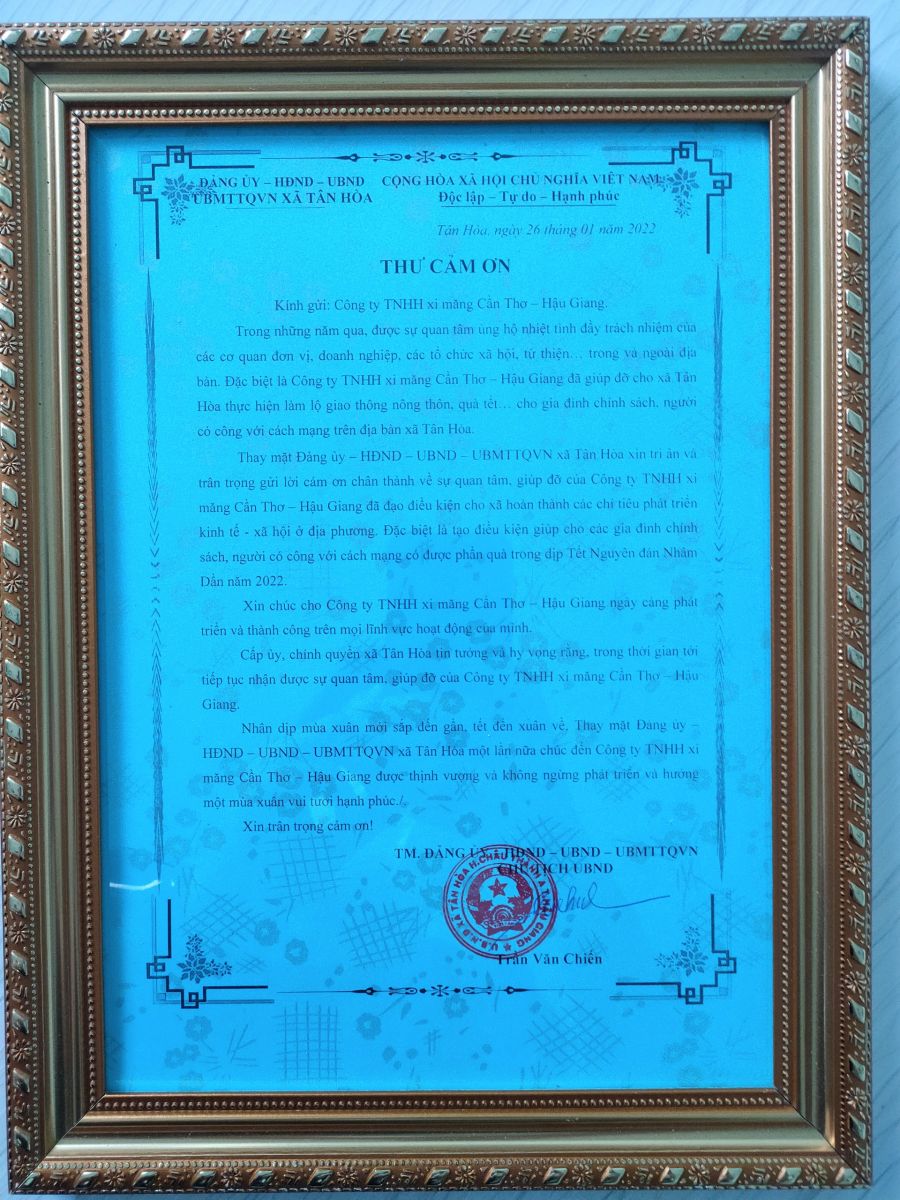 ĐẢNG ỦY – HĐND – UBND
UBMTTQVN XÃ TÂN HÒA
CỘNG HÒA XÃ HỘI CHỦ NGHĨA VIỆT NAM
Độc lập – Tự do – Hạnh phúc
Tân Hòa, ngày 26 tháng 01 năm 2022
THƯ CẢM ƠN
Kính gửi: Công ty TNHH xi măng Cần Thơ – Hậu Giang.
Trong những năm qua, được sự quan tâm ủng hộ nhiệt tình đầy trách nhiệm của
các cơ quan đơn vị, doanh nghiệp, các tổ chức xã hội, từ thiện… trong và ngoài địa
bàn. Đặc biệt là Công ty TNHH xi măng Cần Thơ – Hậu Giang đã giúp đỡ cho xã Tân
Hòa thực hiện làm lộ giao thông nông thôn, quà tết… cho gia đình chính sách, người
có công với cách mạng trên địa bàn xã Tân Hòa.
Thay mặt Đảng ủy – HĐND – UBND – UBMTTQVN xã Tân Hòa xin tri ân và
trân trọng gửi lời cảm ơn chân thành về sự quan tâm, giúp đỡ của Công ty TNHH xi
măng Cần Thơ – Hậu Giang đã đạo điều kiện cho xã hoàn thành các chỉ tiêu phát triển
kinh tế - xã hội ở địa phương. Đặc biệt là tạo điều kiện giúp cho các gia đình chính
sách, người có công với cách mạng có được phần quà trong dịp Tết Nguyên đán Nhâm
Dần năm 2022.
Xin chúc cho Công ty TNHH xi măng Cần Thơ – Hậu Giang ngày càng phát
triển và thành công trên mọi lĩnh vực hoạt động của mình.
Cấp ủy, chính quyền xã Tân Hòa tin tưởng và hy vọng rằng, trong thời gian tới
tiếp tục nhận được sự quan tâm, giúp đỡ của Công ty TNHH xi măng Cần Thơ – Hậu
Giang.
Nhân dịp mùa xuân mới sắp đến gần, tết đến xuân về. Thay mặt Đảng ủy –
HĐND – UBND – UBMTTQVN xã Tân Hòa một lần nữa chúc đến Công ty TNHH xi
măng Cần Thơ – Hậu Giang được thịnh vượng và không ngừng phát triển và hưởng
một mùa xuân vui tươi hạnh phúc./.
Xin trân trọng cảm ơn!
TM. ĐẢNG ỦY - HĐND – UBND – UBMTTQVN
CHỦ TỊCH UBND
U.B.N.D XÃ TÂN HÒA H.CHÂU THÀNH A T.HẬU GIANG
Trần Văn Chiến